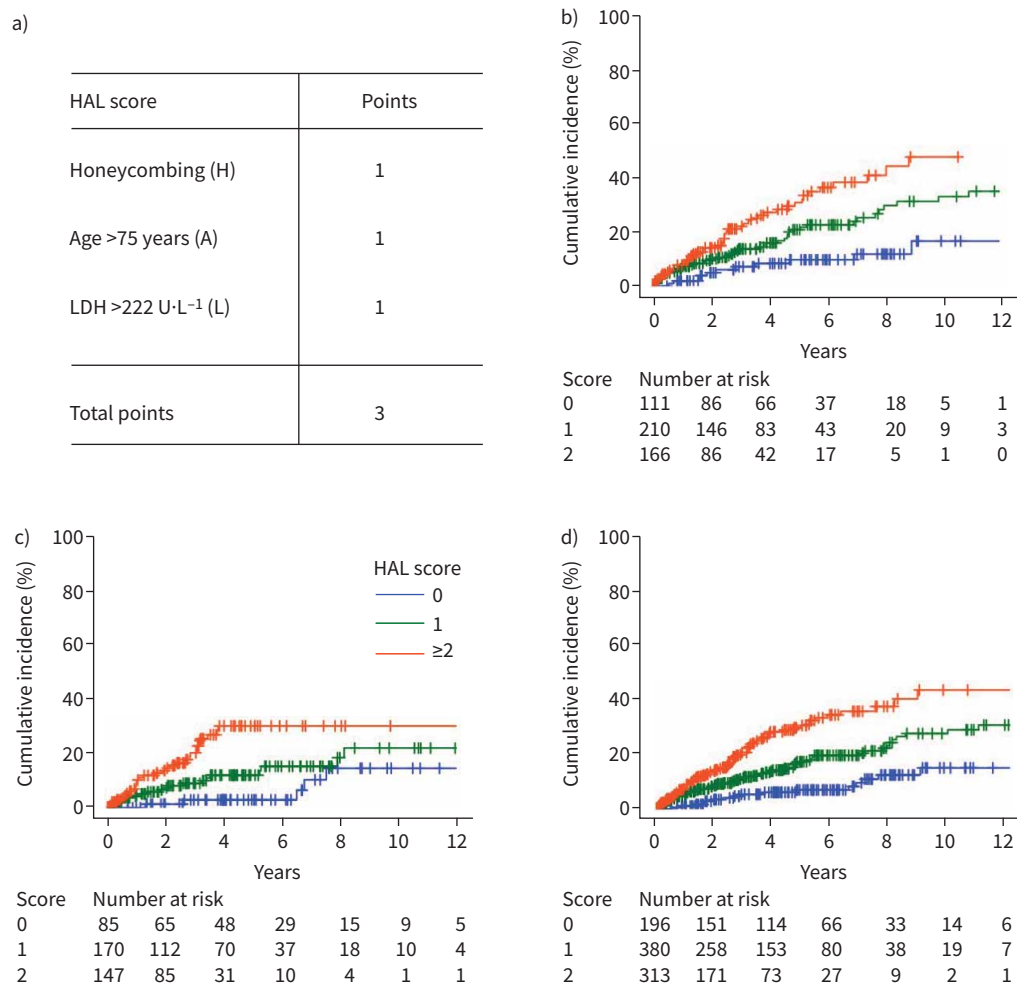 a)
HAL score Points
Honeycombing (H) 1
Age >75 years (A) 1
LDH >222 U·L⁻¹ (L) 1
Total points 3
b)
Cumulative incidence (%)
100
80
60
40
20
0
0 2 4 6 8 10 12
Years
Score Number at risk
0 111 86 66 37 18 5 1
1 210 146 83 43 20 9 3
2 166 86 42 17 5 1 0
c)
Cumulative incidence (%)
100
80
60
40
20
0
HAL score
0
1
≥2
0 2 4 6 8 10 12
Years
Score Number at risk
0 85 65 48 29 15 9 5
1 170 112 70 37 18 10 4
2 147 85 31 10 4 1 1
d)
Cumulative incidence (%)
100
80
60
40
20
0
0 2 4 6 8 10 12
Years
Score Number at risk
0 196 151 114 66 33 14 6
1 380 258 153 80 38 19 7
2 313 171 73 27 9 2 1